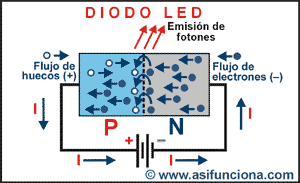 DIODO LED
Emisión de
fotones
Flujo de
huecos (+)
Flujo de
electrones (–)
I
I
P
N
+
–
I
I
© www.asifunciona.com